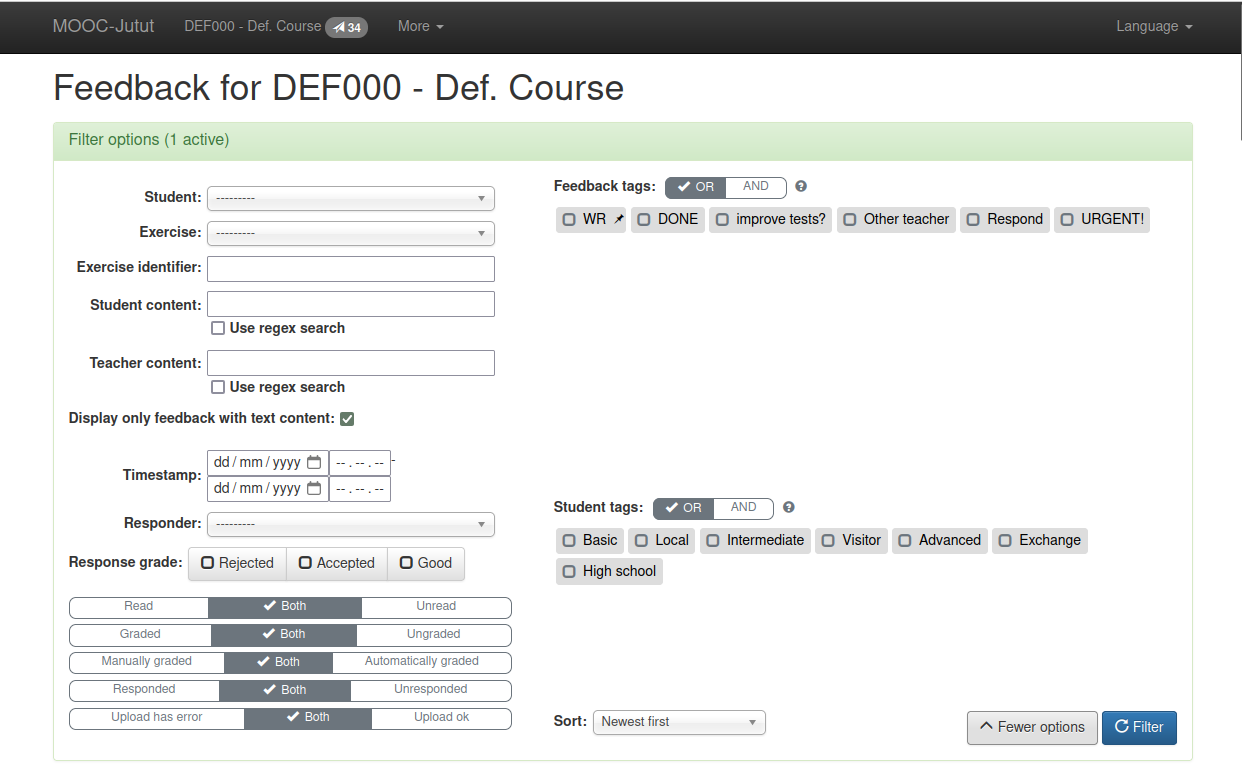 MOOC-Jutut DEF000 - Def. Course 34 More Language
Feedback for DEF000 - Def. Course
Filter options (1 active)
Student: ---------
Exercise: ---------
Exercise identifier:
Student content:
Use regex search
Teacher content:
Use regex search
Display only feedback with text content:
Timestamp: dd/mm/yyyy --.--.-- -
dd/mm/yyyy --.--.--
Responder: ---------
Response grade: Rejected Accepted Good
Read Both Unread
Graded Both Ungraded
Manually graded Both Automatically graded
Responded Both Unresponded
Upload has error Both Upload ok
Feedback tags: OR AND ?
WR DONE improve tests? Other teacher Respond URGENT!
Student tags: OR AND ?
Basic Local Intermediate Visitor Advanced Exchange
High school
Sort: Newest first
Fewer options Filter